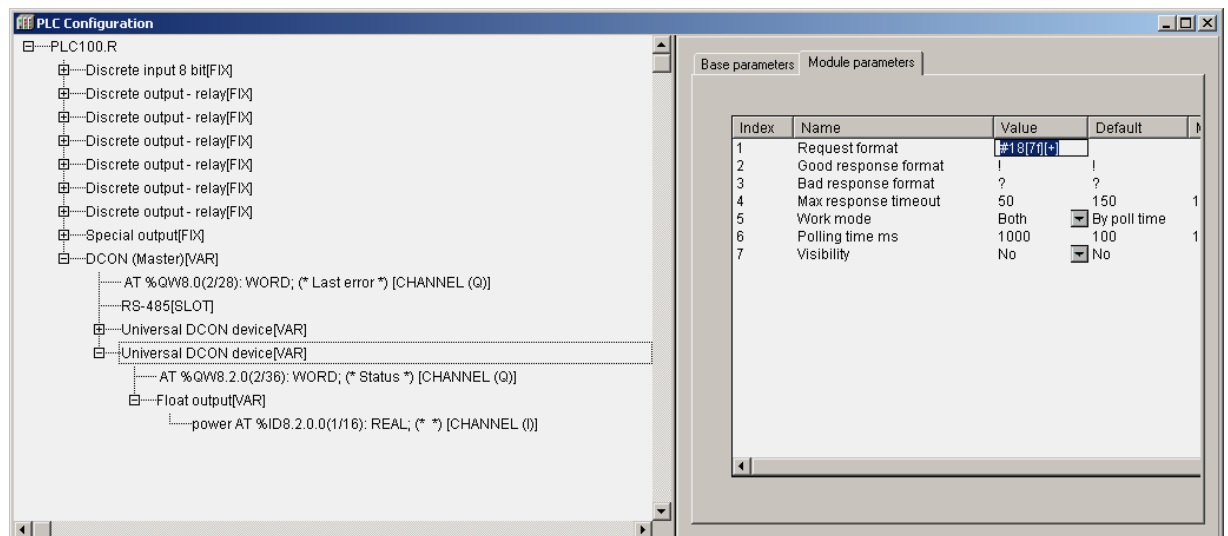 PLC Configuration
PLC100.R
Discrete input 8 bit[FIX]
Discrete output - relay[FIX]
Discrete output - relay[FIX]
Discrete output - relay[FIX]
Discrete output - relay[FIX]
Discrete output - relay[FIX]
Discrete output - relay[FIX]
Special output[FIX]
DCON (Master)[VAR]
AT %QW8.0(2/28): WORD; (* Last error *) [CHANNEL (Q)]
RS-485[SLOT]
Universal DCON device[VAR]
Universal DCON device[VAR]
AT %QW8.2.0(2/36): WORD; (* Status *) [CHANNEL (Q)]
Float output[VAR]
power AT %ID8.2.0.0(1/16): REAL; (* *) [CHANNEL (I)]
Base parameters Module parameters
Index Name Value Default
1 Request format #18[7f][+]
2 Good response format ! !
3 Bad response format ? ?
4 Max response timeout 50 150 1
5 Work mode Both By poll time
6 Polling time ms 1000 100 1
7 Visibility No No